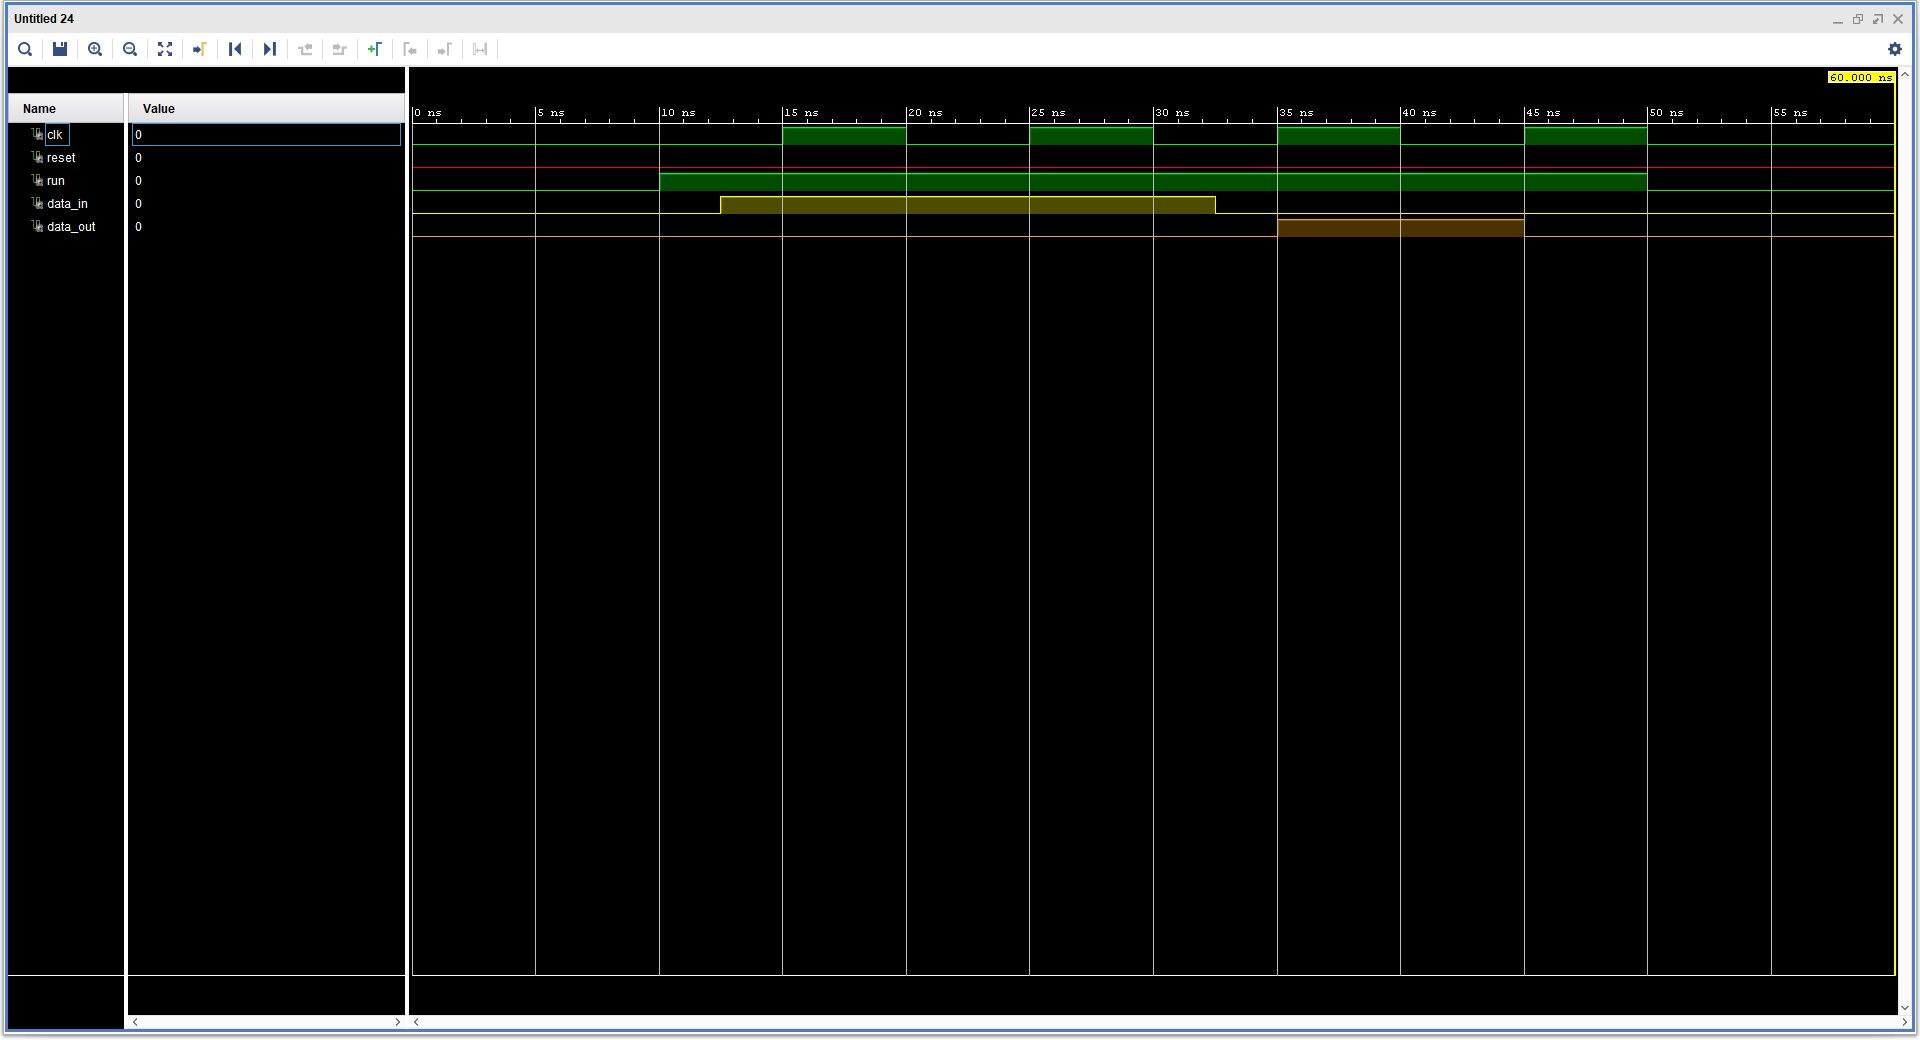 Untitled 24
60.000 ns
Name Value
0 ns 5 ns 10 ns 15 ns 20 ns 25 ns 30 ns 35 ns 40 ns 45 ns 50 ns 55 ns
clk 0
reset 0
run 0
data_in 0
data_out 0